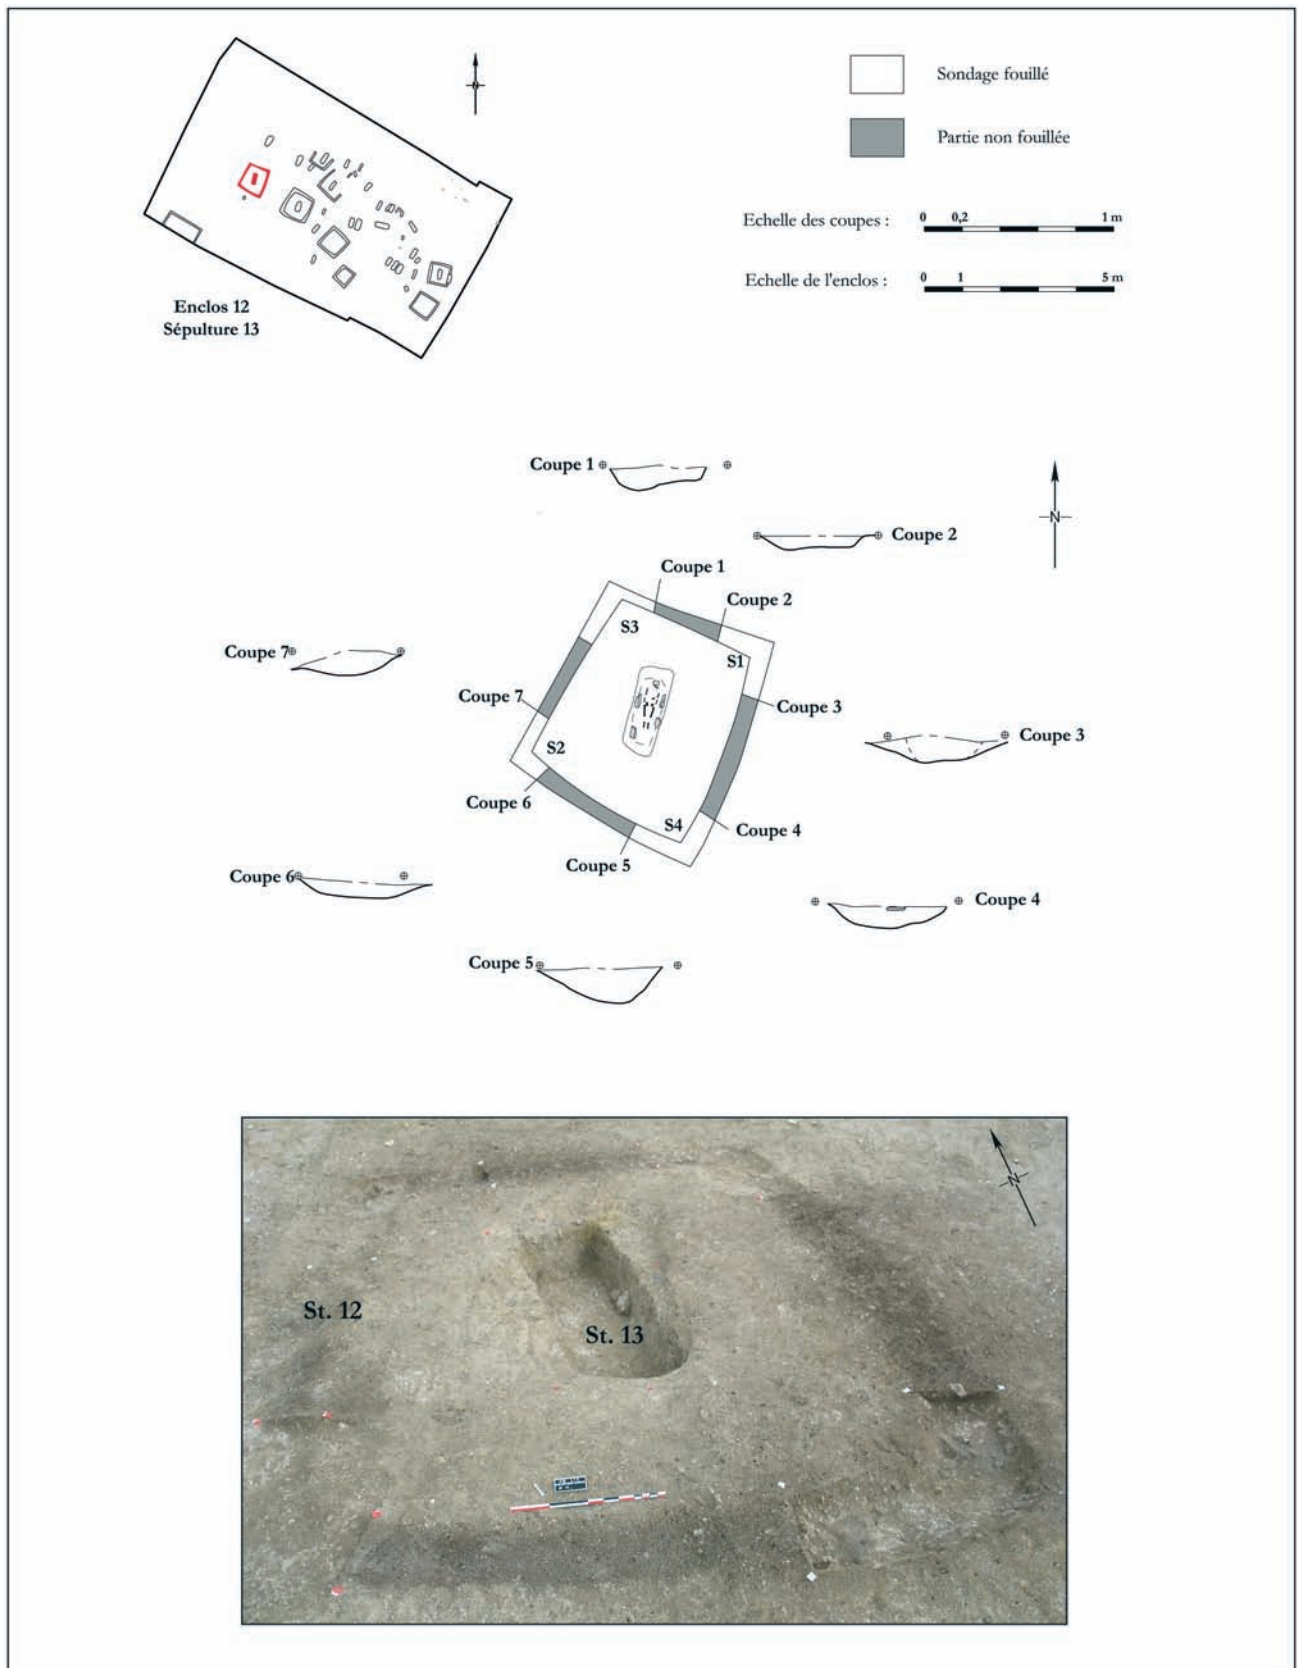 N
Sondage fouillé
Partie non fouillée
Echelle des coupes :
0 0,2 1 m
Echelle de l'enclos :
0 1 5 m
Enclos 12
Sépulture 13
Coupe 1
Coupe 2
N
Coupe 1
Coupe 2
S3
S1
Coupe 7
Coupe 7
Coupe 3
Coupe 3
S2
Coupe 6
S4
Coupe 4
Coupe 5
Coupe 6
Coupe 4
Coupe 5
N
St. 12
St. 13